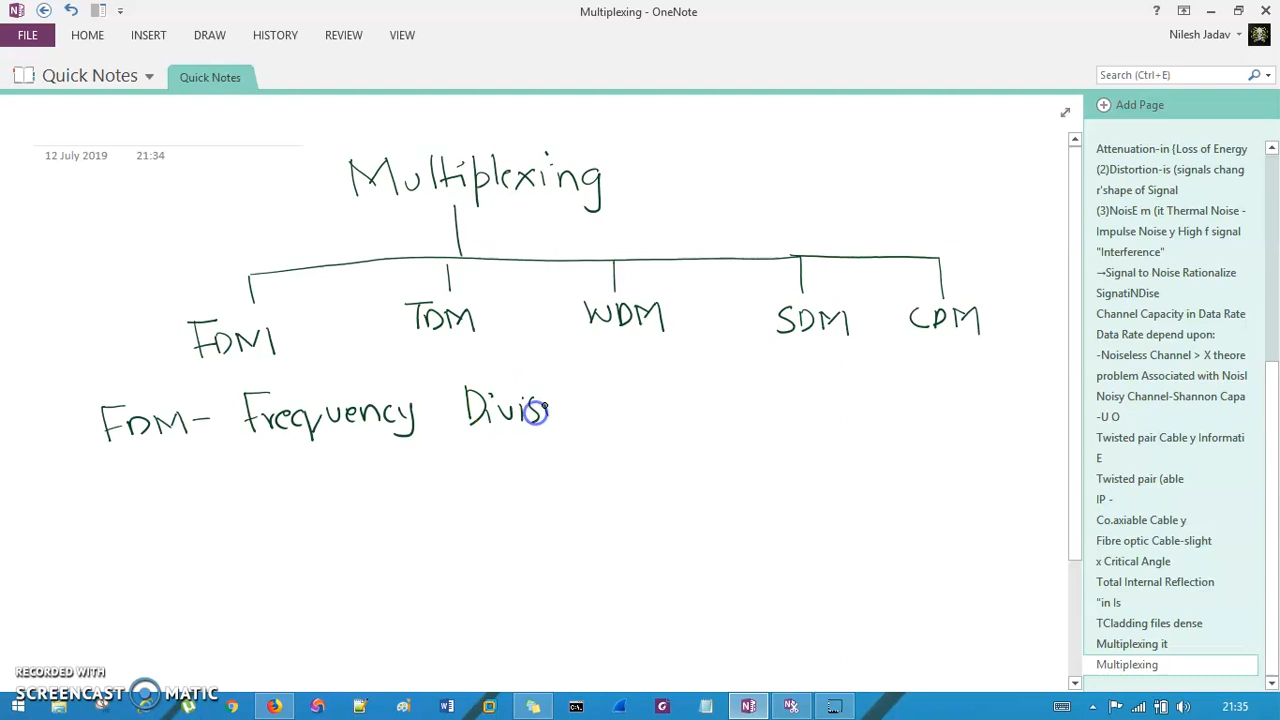 Multiplexing - OneNote
?
FILE HOME INSERT DRAW HISTORY REVIEW VIEW
Nilesh Jadav
Quick Notes
Quick Notes
Search (Ctrl+E)
Add Page
12 July 2019 21:34
Multiplexing
FDM TDM WDM SDM CDM
FDM- Frequency Divis
Attenuation-in {Loss of Energy
(2)Distortion-is (signals chang
r'shape of Signal
(3)NoisE m (it Thermal Noise -
Impulse Noise y High f signal
"Interference"
→Signal to Noise Rationalize
SignatiNDise
Channel Capacity in Data Rate
Data Rate depend upon:
-Noiseless Channel > X theore
problem Associated with Noisl
Noisy Channel-Shannon Capa
-U O
Twisted pair Cable y Informati
E
Twisted pair (able
IP -
Co.axiable Cable y
Fibre optic Cable-slight
x Critical Angle
Total Internal Reflection
"in ls
TCladding files dense
Multiplexing it
Multiplexing
RECORDED WITH
SCREENCAST MATIC
21:35